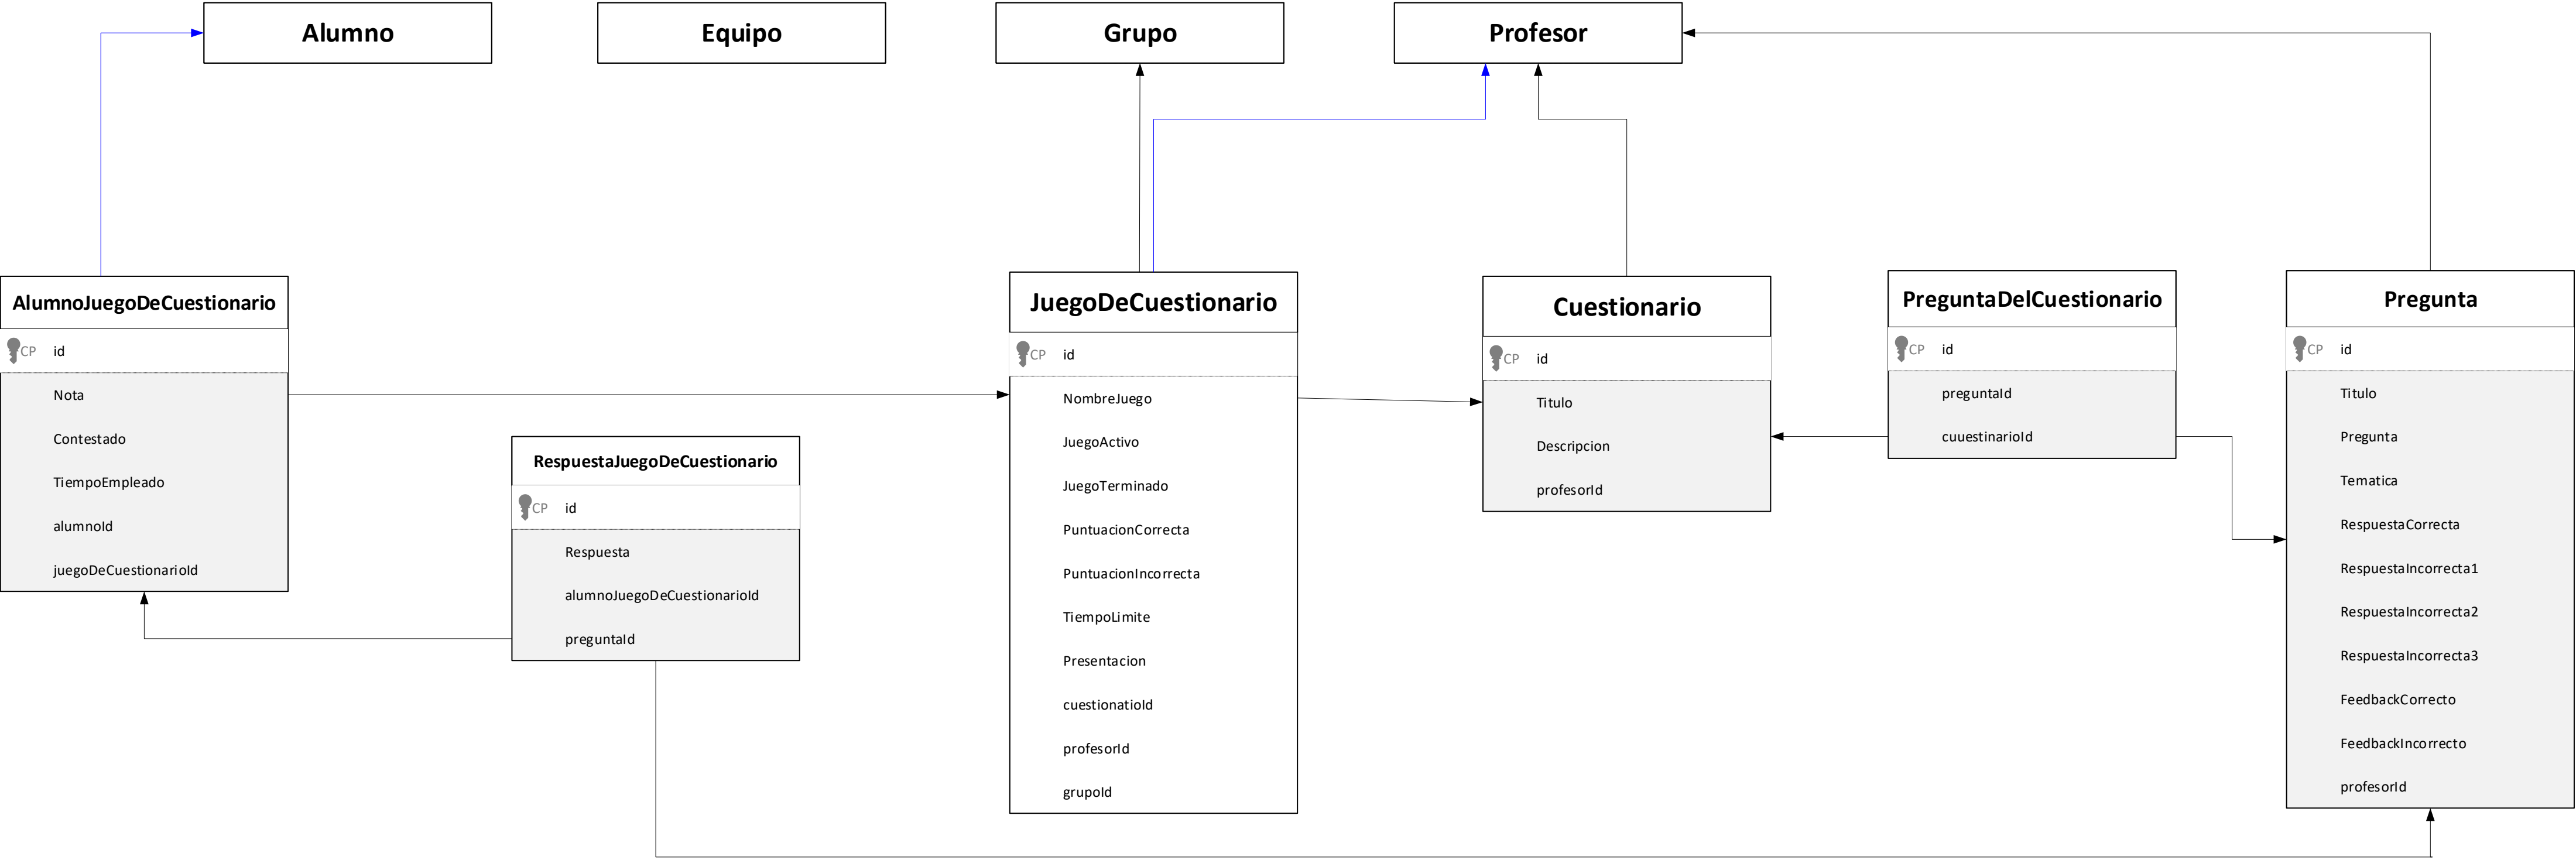 Alumno
Equipo
Grupo
Profesor
AlumnoJuegoDeCuestionario
CP id
Nota
Contestado
TiempoEmpleado
alumnoId
juegoDeCuestionarioId
RespuestaJuegoDeCuestionario
CP id
Respuesta
alumnoJuegoDeCuestionarioId
preguntaId
JuegoDeCuestionario
CP id
NombreJuego
JuegoActivo
JuegoTerminado
PuntuacionCorrecta
PuntuacionIncorrecta
TiempoLimite
Presentacion
cuestionatioId
profesorId
grupoId
Cuestionario
CP id
Titulo
Descripcion
profesorId
PreguntaDelCuestionario
CP id
preguntaId
cuuestinarioId
Pregunta
CP id
Titulo
Pregunta
Tematica
RespuestaCorrecta
RespuestaIncorrecta1
RespuestaIncorrecta2
RespuestaIncorrecta3
FeedbackCorrecto
FeedbackIncorrecto
profesorId